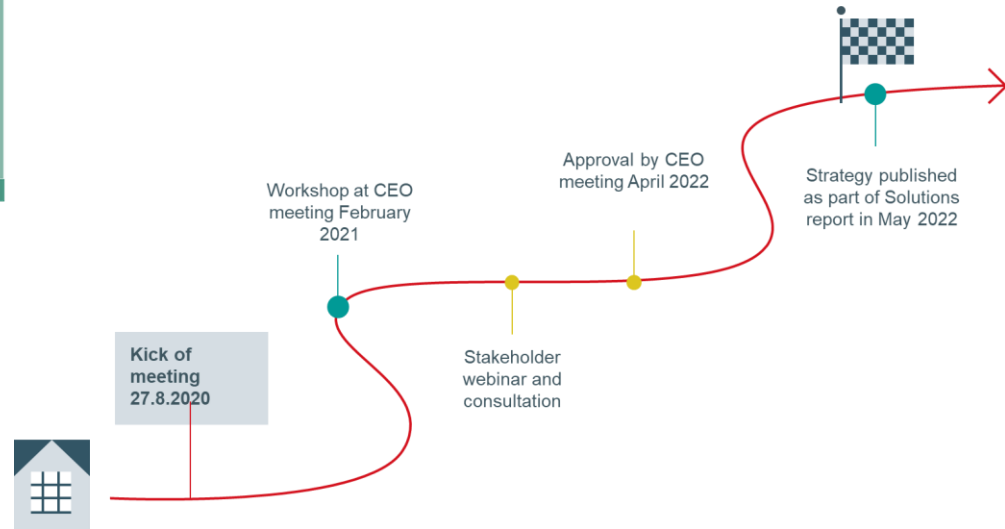 Kick of
meeting
27.8.2020
Workshop at CEO
meeting February
2021
Stakeholder
webinar and
consultation
Approval by CEO
meeting April 2022
Strategy published
as part of Solutions
report in May 2022